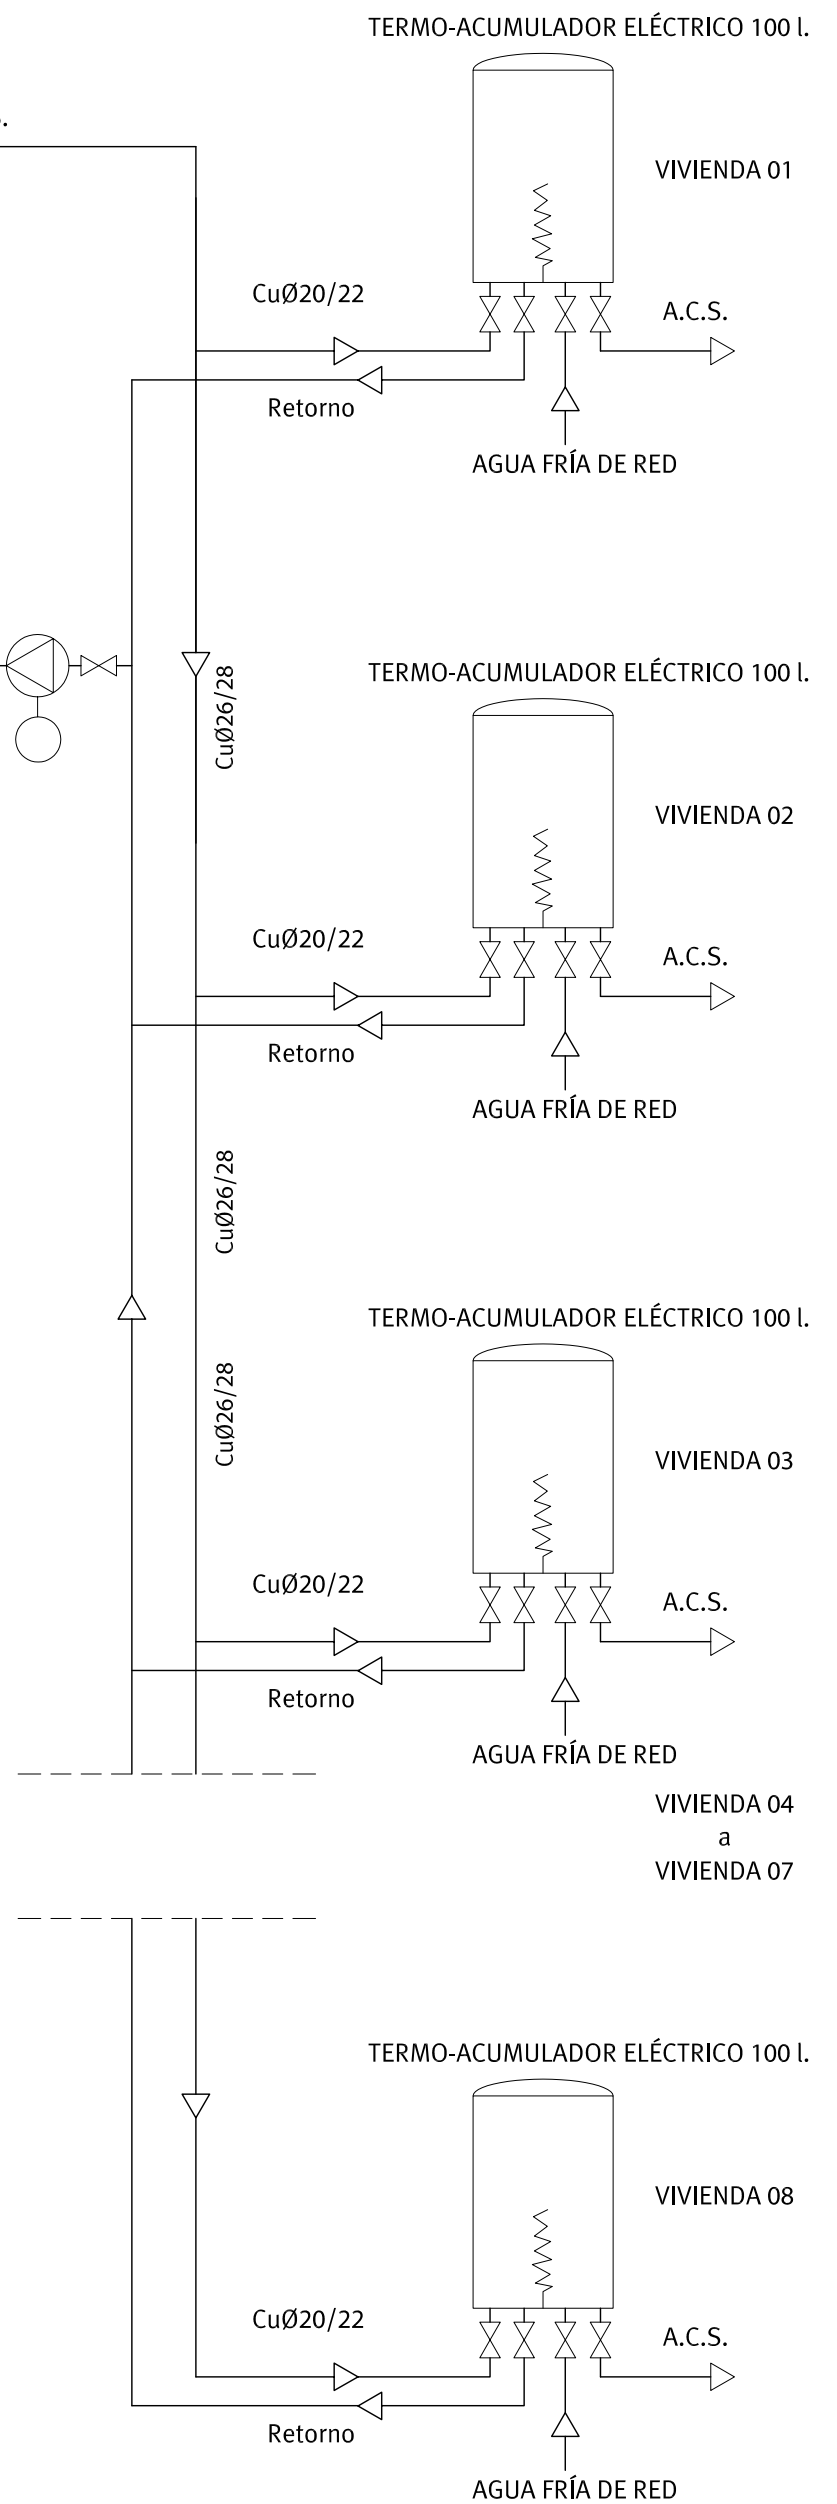 TERMO-ACUMULADOR ELÉCTRICO 100 l.
VIVIENDA 01
CuØ20/22
A.C.S.
Retorno
AGUA FRÍA DE RED
CuØ26/28
TERMO-ACUMULADOR ELÉCTRICO 100 l.
VIVIENDA 02
CuØ20/22
A.C.S.
Retorno
AGUA FRÍA DE RED
CuØ26/28
TERMO-ACUMULADOR ELÉCTRICO 100 l.
CuØ26/28
VIVIENDA 03
CuØ20/22
A.C.S.
Retorno
AGUA FRÍA DE RED
VIVIENDA 04
a
VIVIENDA 07
TERMO-ACUMULADOR ELÉCTRICO 100 l.
VIVIENDA 08
CuØ20/22
A.C.S.
Retorno
AGUA FRÍA DE RED